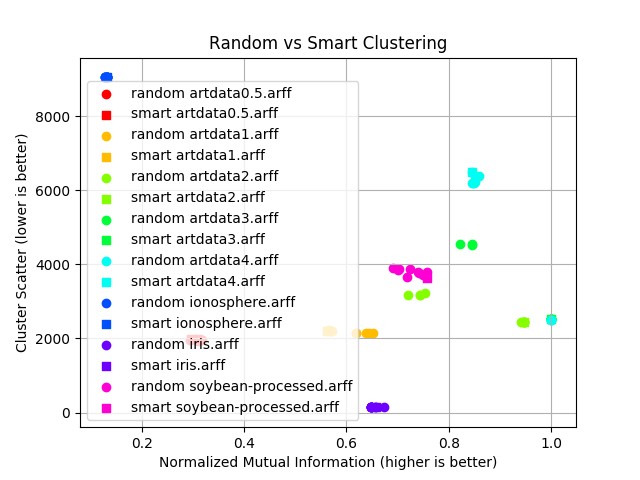 Random vs Smart Clustering
Cluster Scatter (lower is better)
8000
6000
4000
2000
0
random artdata0.5.arff
smart artdata0.5.arff
random artdata1.arff
smart artdata1.arff
random artdata2.arff
smart artdata2.arff
random artdata3.arff
smart artdata3.arff
random artdata4.arff
smart artdata4.arff
random ionosphere.arff
smart ionosphere.arff
random iris.arff
smart iris.arff
random soybean-processed.arff
smart soybean-processed.arff
0.2 0.4 0.6 0.8 1.0
Normalized Mutual Information (higher is better)